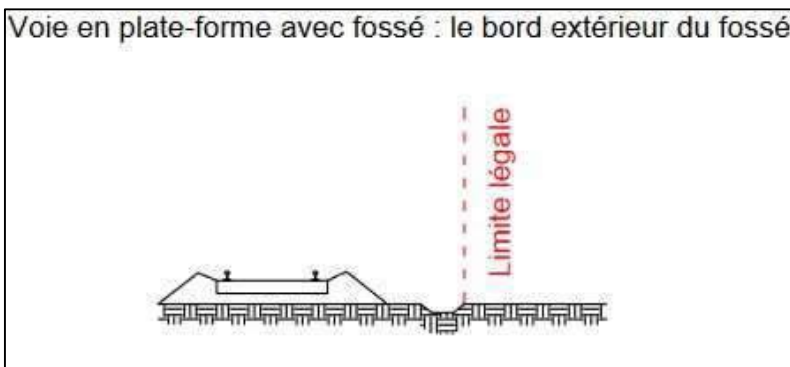 Voie en plate-forme avec fossé : le bord extérieur du fossé
Limite légale